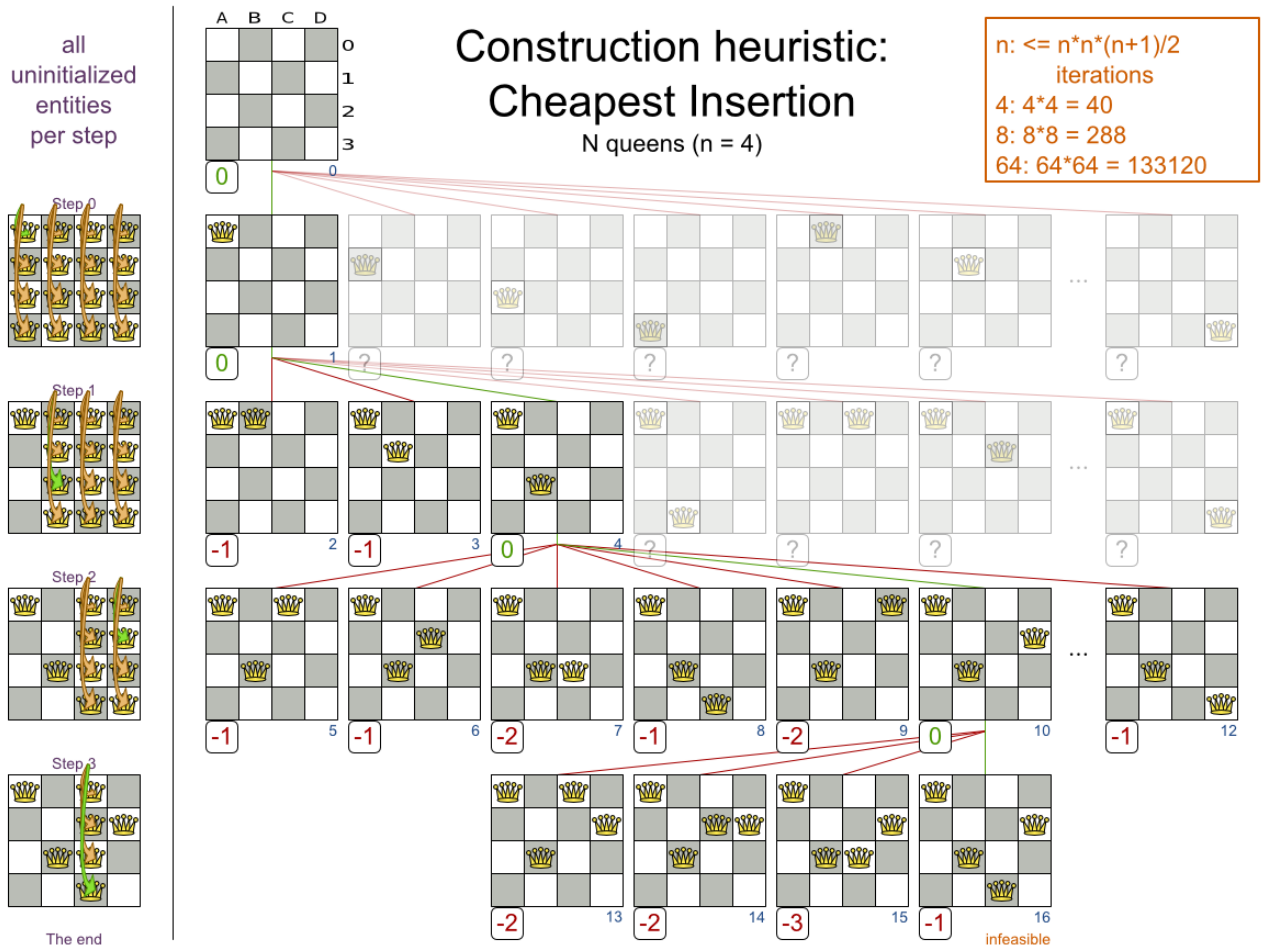 all
uninitialized
entities
per step
A B C D
0
1
2
3
Construction heuristic:
Cheapest Insertion
N queens (n = 4)
n: <= n*n*(n+1)/2
iterations
4: 4*4 = 40
8: 8*8 = 288
64: 64*64 = 133120
0 0
Step 0
...
0 1 ? ? ? ? ? ?
Step 1
...
-1 2 -1 3 0 4 ? ? ? ?
Step 2
...
-1 5 -1 6 -2 7 -1 8 -2 9 0 10 -1 12
Step 3
-2 13 -2 14 -3 15 -1 16
The end
infeasible